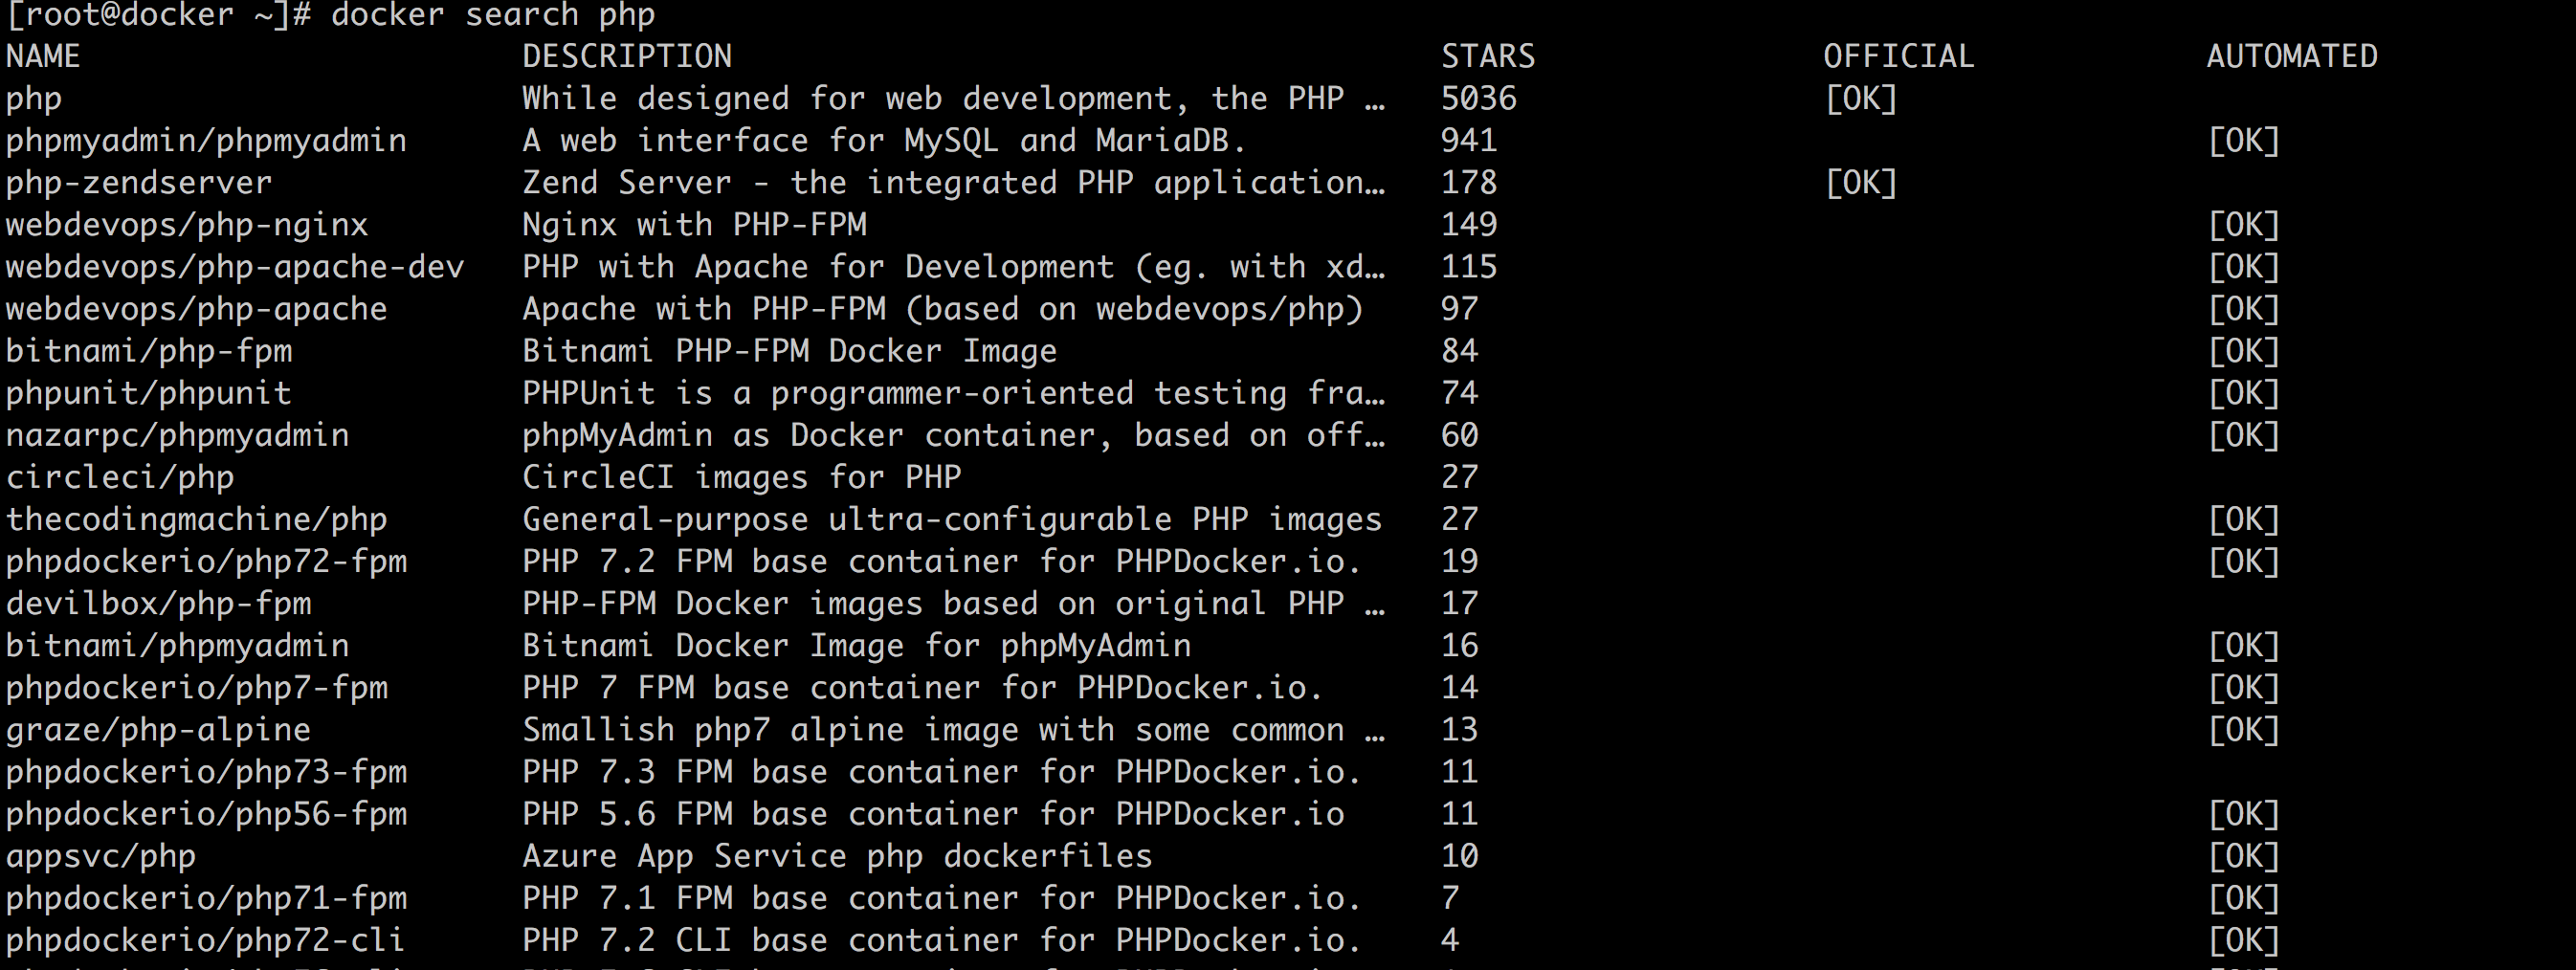 [root@docker ~]# docker search php
NAME DESCRIPTION STARS OFFICIAL AUTOMATED
php While designed for web development, the PHP … 5036 [OK]
phpmyadmin/phpmyadmin A web interface for MySQL and MariaDB. 941 [OK]
php-zendserver Zend Server - the integrated PHP application… 178 [OK]
webdevops/php-nginx Nginx with PHP-FPM 149 [OK]
webdevops/php-apache-dev PHP with Apache for Development (eg. with xd… 115 [OK]
webdevops/php-apache Apache with PHP-FPM (based on webdevops/php) 97 [OK]
bitnami/php-fpm Bitnami PHP-FPM Docker Image 84 [OK]
phpunit/phpunit PHPUnit is a programmer-oriented testing fra… 74 [OK]
nazarpc/phpmyadmin phpMyAdmin as Docker container, based on off… 60 [OK]
circleci/php CircleCI images for PHP 27
thecodingmachine/php General-purpose ultra-configurable PHP images 27 [OK]
phpdockerio/php72-fpm PHP 7.2 FPM base container for PHPDocker.io. 19 [OK]
devilbox/php-fpm PHP-FPM Docker images based on original PHP … 17
bitnami/phpmyadmin Bitnami Docker Image for phpMyAdmin 16 [OK]
phpdockerio/php7-fpm PHP 7 FPM base container for PHPDocker.io. 14 [OK]
graze/php-alpine Smallish php7 alpine image with some common … 13 [OK]
phpdockerio/php73-fpm PHP 7.3 FPM base container for PHPDocker.io. 11
phpdockerio/php56-fpm PHP 5.6 FPM base container for PHPDocker.io 11 [OK]
appsvc/php Azure App Service php dockerfiles 10 [OK]
phpdockerio/php71-fpm PHP 7.1 FPM base container for PHPDocker.io. 7 [OK]
phpdockerio/php72-cli PHP 7.2 CLI base container for PHPDocker.io. 4 [OK]